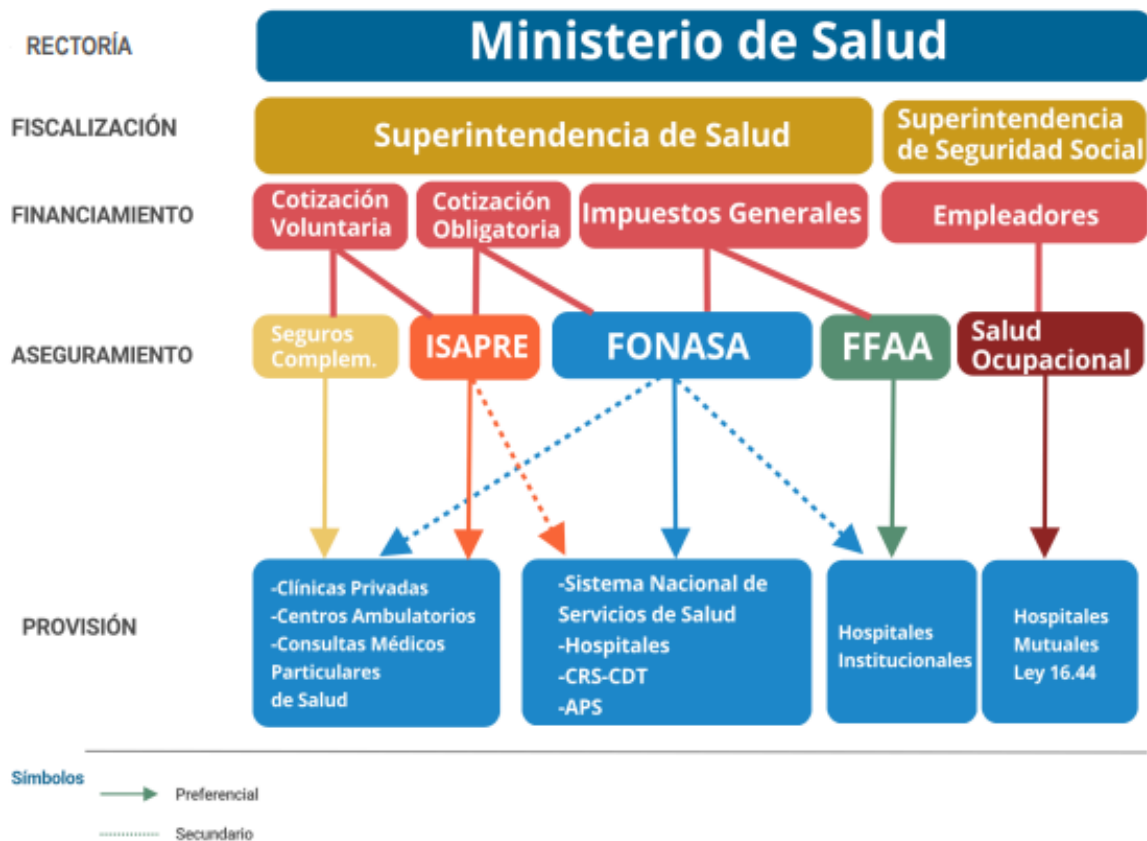 RECTORÍA
Ministerio de Salud
FISCALIZACIÓN
Superintendencia de Salud
Superintendencia
de Seguridad Social
FINANCIAMIENTO
Cotización
Voluntaria
Cotización
Obligatoria
Impuestos Generales
Empleadores
ASEGURAMIENTO
Seguros
Complem.
ISAPRE
FONASA
FFAA
Salud
Ocupacional
PROVISIÓN
-Clínicas Privadas
-Centros Ambulatorios
-Consultas Médicos
Particulares
de Salud
-Sistema Nacional de
Servicios de Salud
-Hospitales
-CRS-CDT
-APS
Hospitales
Institucionales
Hospitales
Mutuales
Ley 16.44
Símbolos
Preferencial
Secundario